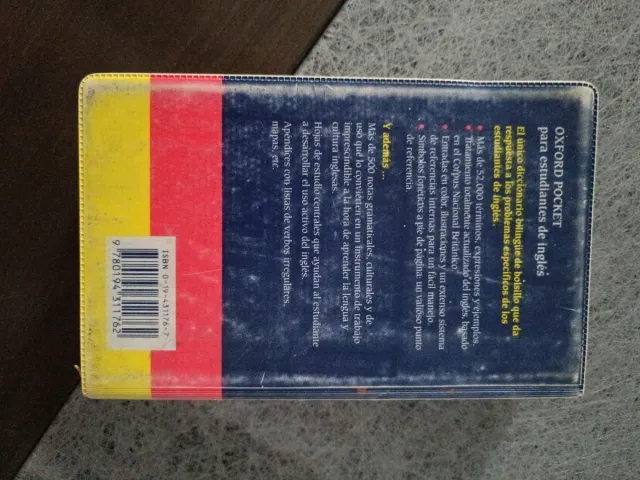 OXFORD POCKET
para estudiantes de inglés
El único diccionario bilingüe de bolsillo que da
respuesta a los problemas específicos de los
estudiantes de inglés.
• Más de 52.000 términos, expresiones y ejemplos.
• Tratamiento totalmente actualizado del inglés, basado
en el Corpus Nacional Británico.
• Entradas en color, ilustraciones y un extenso sistema
de referencias internas para un fácil manejo.
• Símbolos fonéticos a pie de página: un valioso punto
de referencia.
Y además ...
Más de 500 notas gramaticales, culturales y de
uso que lo convierten en un instrumento de trabajo
imprescindible a la hora de aprender la lengua y
cultura inglesas.
Hojas de estudio centrales que ayudan al estudiante
a desarrollar el uso activo del inglés.
Apéndices con listas de verbos irregulares,
mapas, etc.
ISBN 0-19-431176-7
9 780194 311762